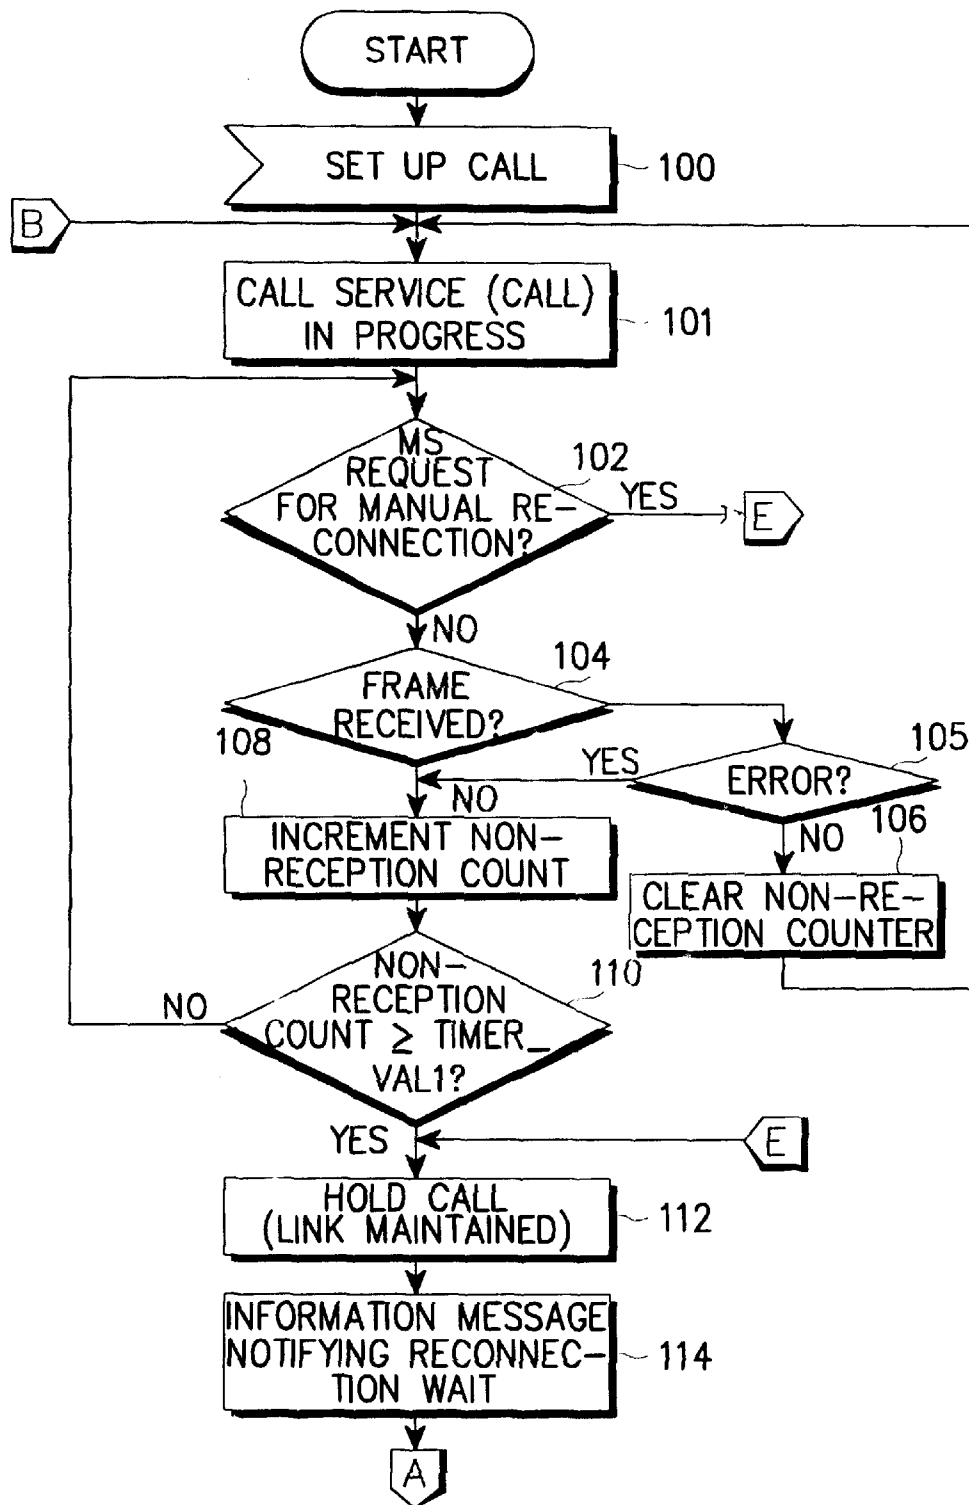 START
SET UP CALL
100
B
CALL SERVICE (CALL)
IN PROGRESS
101
MS
REQUEST
FOR MANUAL RE-
CONNECTION?
102
YES
E
NO
FRAME
RECEIVED?
104
ERROR?
105
YES
NO
108
INCREMENT NON-
RECEPTION COUNT
NO
106
CLEAR NON-RE-
CEPTION COUNTER
NON-
RECEPTION
COUNT ≥ TIMER_
VAL1?
110
NO
YES
E
HOLD CALL
(LINK MAINTAINED)
112
INFORMATION MESSAGE
NOTIFYING RECONNEC-
TION WAIT
114
A